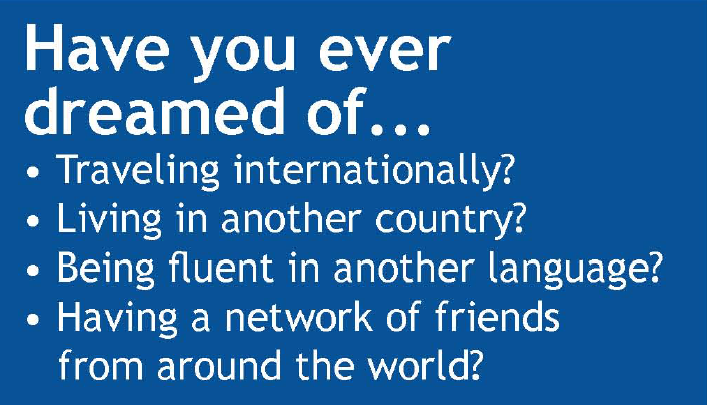 Have you ever
dreamed of...
• Traveling internationally?
• Living in another country?
• Being fluent in another language?
• Having a network of friends
from around the world?